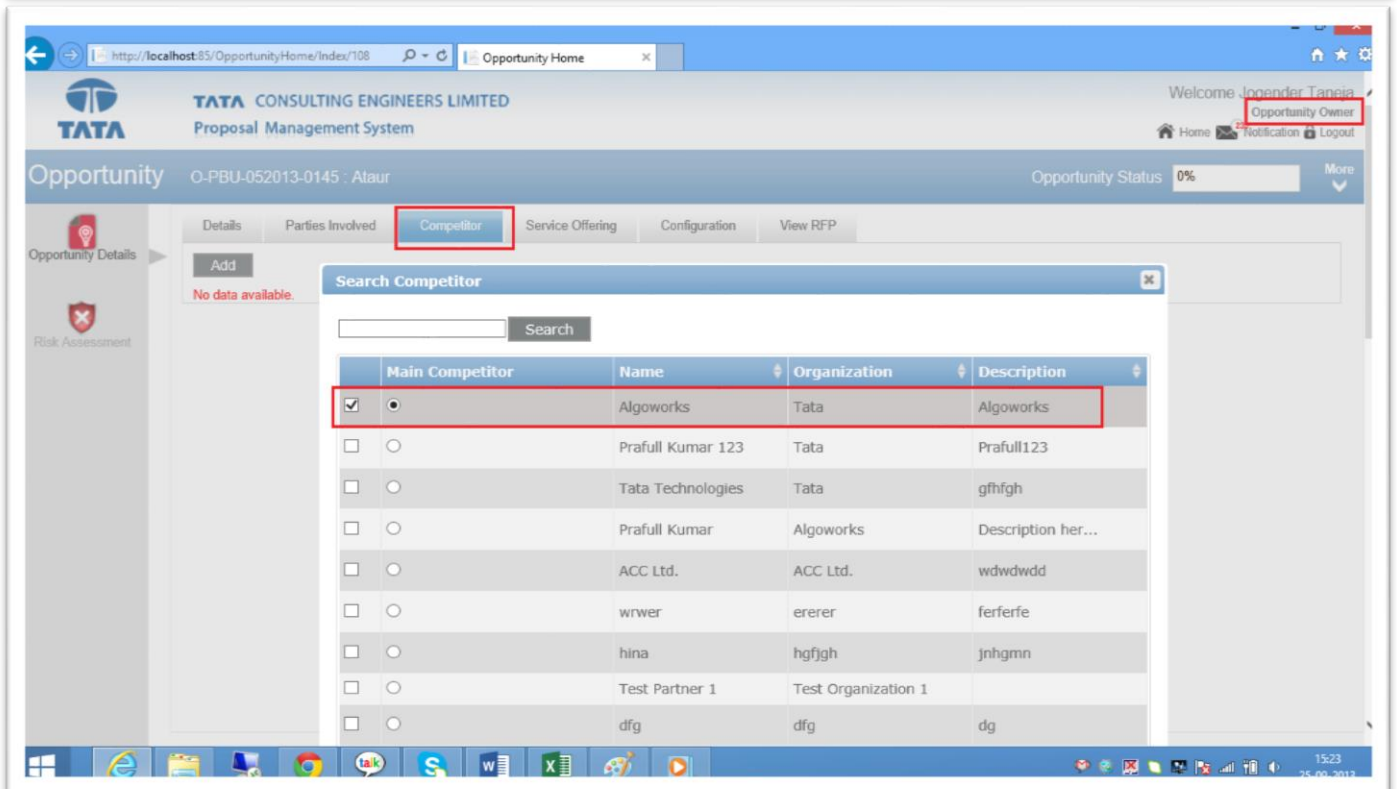 http://localhost:85/OpportunityHome/Index/108
Opportunity Home
TATA
TATA CONSULTING ENGINEERS LIMITED
Proposal Management System
Welcome Jogender Taneja
Opportunity Owner
Home Notification Logout
Opportunity O-PBU-052013-0145 : Ataur Opportunity Status 0% More
Details Parties Involved Competitor Service Offering Configuration View RFP
Opportunity Details
Risk Assessment
Add
No data available.
Search Competitor
Search
Main Competitor Name Organization Description
Algoworks Tata Algoworks
Prafull Kumar 123 Tata Prafull123
Tata Technologies Tata gfhfgh
Prafull Kumar Algoworks Description her...
ACC Ltd. ACC Ltd. wdwdwdd
wrwer ererer ferferfe
hina hgfjgh jnhgmn
Test Partner 1 Test Organization 1
dfg dfg dg
talk
15:23
25-09-2013